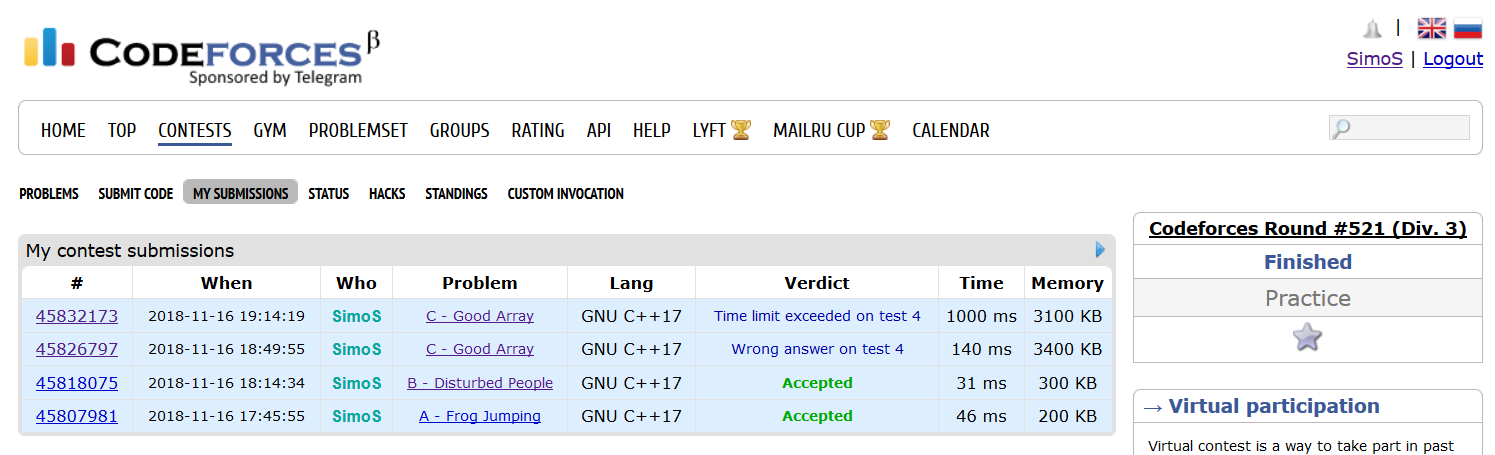 CODEFORCES β
Sponsored by Telegram
|
SimoS | Logout
HOME TOP CONTESTS GYM PROBLEMSET GROUPS RATING API HELP LYFT MAILRU CUP CALENDAR
PROBLEMS SUBMIT CODE MY SUBMISSIONS STATUS HACKS STANDINGS CUSTOM INVOCATION
My contest submissions
# When Who Problem Lang Verdict Time Memory
45832173 2018-11-16 19:14:19 SimoS C - Good Array GNU C++17 Time limit exceeded on test 4 1000 ms 3100 KB
45826797 2018-11-16 18:49:55 SimoS C - Good Array GNU C++17 Wrong answer on test 4 140 ms 3400 KB
45818075 2018-11-16 18:14:34 SimoS B - Disturbed People GNU C++17 Accepted 31 ms 300 KB
45807981 2018-11-16 17:45:55 SimoS A - Frog Jumping GNU C++17 Accepted 46 ms 200 KB
Codeforces Round #521 (Div. 3)
Finished
Practice
→ Virtual participation
Virtual contest is a way to take part in past